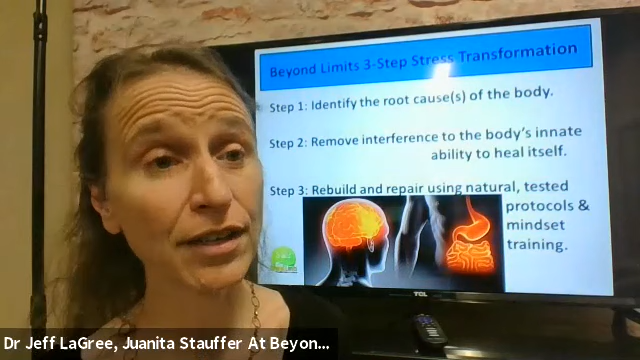 Beyond Limits 3-Step Stress Transformation
Step 1: Identify the root cause(s) of the body.
Step 2: Remove interference to the body's innate
ability to heal itself.
Step 3: Rebuild and repair using natural, tested
protocols &
mindset
training.
TCL
Dr Jeff LaGree, Juanita Stauffer At Beyon...